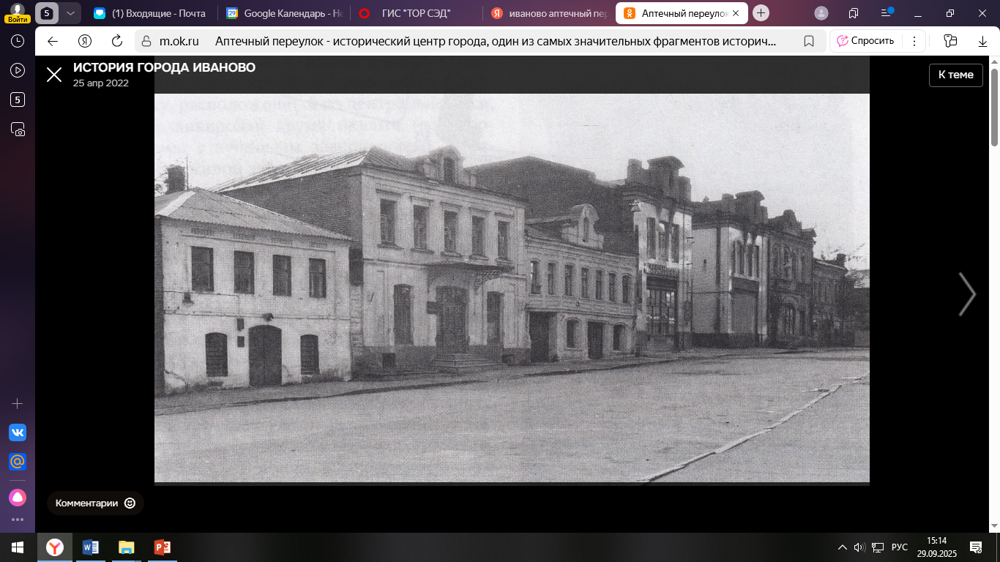 Войти
5
(1) Входящие - Почта
Google Календарь - Не
ГИС "ТОР СЭД"
иваново аптечный пер
Аптечный переулок
m.ok.ru
Аптечный переулок - исторический центр города, один из самых значительных фрагментов историч...
Спросить
5
ИСТОРИЯ ГОРОДА ИВАНОВО
25 апр 2022
К теме
Комментарии
РУС
15:14
29.09.2025